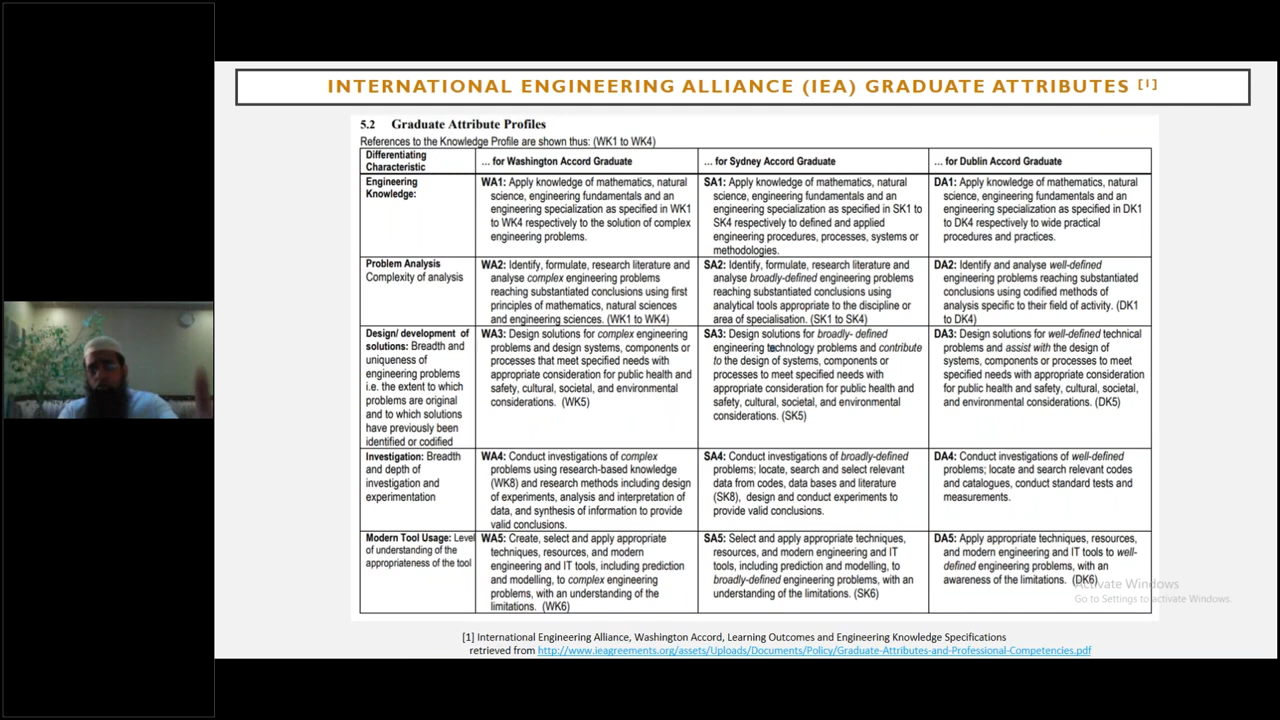 INTERNATIONAL ENGINEERING ALLIANCE (IEA) GRADUATE ATTRIBUTES [1]
5.2 Graduate Attribute Profiles
References to the Knowledge Profile are shown thus: (WK1 to WK4)
Differentiating
Characteristic
… for Washington Accord Graduate
… for Sydney Accord Graduate
… for Dublin Accord Graduate
Engineering
Knowledge:
WA1: Apply knowledge of mathematics, natural
science, engineering fundamentals and an
engineering specialization as specified in WK1
to WK4 respectively to the solution of complex
engineering problems.
SA1: Apply knowledge of mathematics, natural
science, engineering fundamentals and an
engineering specialization as specified in SK1 to
SK4 respectively to defined and applied
engineering procedures, processes, systems or
methodologies.
DA1: Apply knowledge of mathematics, natural
science, engineering fundamentals and an
engineering specialization as specified in DK1
to DK4 respectively to wide practical
procedures and practices.
Problem Analysis
Complexity of analysis
WA2: Identify, formulate, research literature and
analyse complex engineering problems
reaching substantiated conclusions using first
principles of mathematics, natural sciences
and engineering sciences. (WK1 to WK4)
SA2: Identify, formulate, research literature and
analyse broadly-defined engineering problems
reaching substantiated conclusions using
analytical tools appropriate to the discipline or
area of specialisation. (SK1 to SK4)
DA2: Identify and analyse well-defined
engineering problems reaching substantiated
conclusions using codified methods of
analysis specific to their field of activity. (DK1
to DK4)
Design/ development of
solutions: Breadth and
uniqueness of
engineering problems
i.e. the extent to which
problems are original
and to which solutions
have previously been
identified or codified
WA3: Design solutions for complex engineering
problems and design systems, components or
processes that meet specified needs with
appropriate consideration for public health and
safety, cultural, societal, and environmental
considerations. (WK5)
SA3: Design solutions for broadly- defined
engineering technology problems and contribute
to the design of systems, components or
processes to meet specified needs with
appropriate consideration for public health and
safety, cultural, societal, and environmental
considerations. (SK5)
DA3: Design solutions for well-defined technical
problems and assist with the design of
systems, components or processes to meet
specified needs with appropriate consideration
for public health and safety, cultural, societal,
and environmental considerations. (DK5)
Investigation: Breadth
and depth of
investigation and
experimentation
WA4: Conduct investigations of complex
problems using research-based knowledge
(WK8) and research methods including design
of experiments, analysis and interpretation of
data, and synthesis of information to provide
valid conclusions.
SA4: Conduct investigations of broadly-defined
problems; locate, search and select relevant
data from codes, data bases and literature
(SK8), design and conduct experiments to
provide valid conclusions.
DA4: Conduct investigations of well-defined
problems; locate and search relevant codes
and catalogues, conduct standard tests and
measurements.
Modern Tool Usage: Level
of understanding of the
appropriateness of the tool
WA5: Create, select and apply appropriate
techniques, resources, and modern
engineering and IT tools, including prediction
and modelling, to complex engineering
problems, with an understanding of the
limitations. (WK6)
SA5: Select and apply appropriate techniques,
resources, and modern engineering and IT
tools, including prediction and modelling, to
broadly-defined engineering problems, with an
understanding of the limitations. (SK6)
DA5: Apply appropriate techniques, resources,
and modern engineering and IT tools to well-
defined engineering problems, with an
awareness of the limitations. (DK6)
Activate Windows
Go to Settings to activate Windows.
[1] International Engineering Alliance, Washington Accord, Learning Outcomes and Engineering Knowledge Specifications
retrieved from http://www.ieagreements.org/assets/Uploads/Documents/Policy/Graduate-Attributes-and-Professional-Competencies.pdf